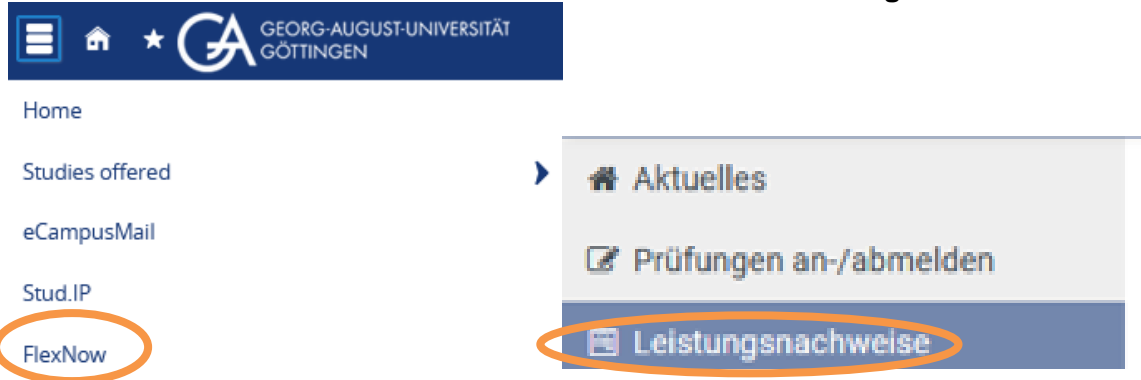 GEORG-AUGUST-UNIVERSITÄT
GÖTTINGEN
Home
Studies offered
eCampusMail
Stud.IP
FlexNow
Aktuelles
Prüfungen an-/abmelden
Leistungsnachweise